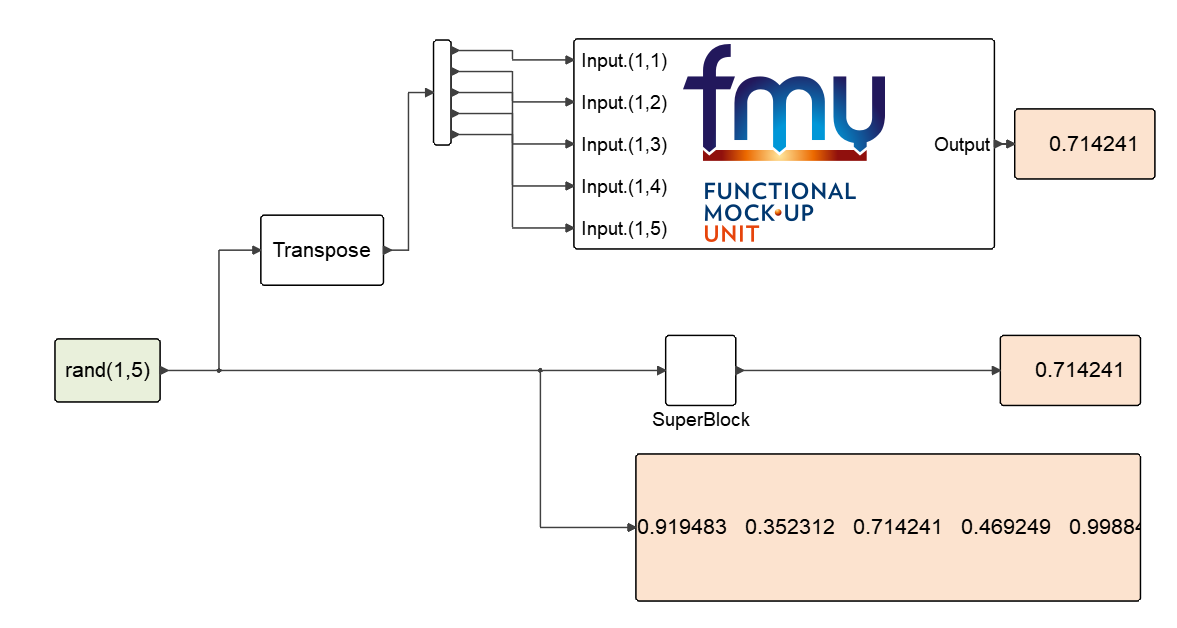 Input.(1,1)
Input.(1,2)
Input.(1,3)
Input.(1,4)
Input.(1,5)
fmu
FUNCTIONAL
MOCK-UP
UNIT
Output
0.714241
Transpose
rand(1,5)
SuperBlock
0.714241
0.919483 0.352312 0.714241 0.469249 0.9988